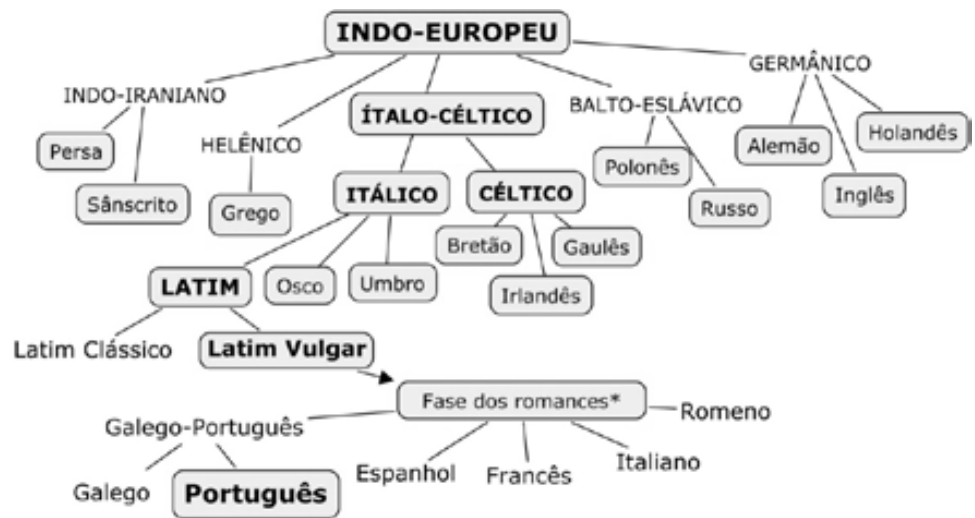 INDO-EUROPEU
GERMÂNICO
INDO-IRANIANO
BALTO-ESLÁVICO
ÍTALO-CÉLTICO
Holandês
HELÊNICO
Persa
Alemão
Polonês
ITÁLICO
CÉLTICO
Inglês
Sânscrito
Grego
Russo
Bretão
Gaulês
LATIM
Osco
Umbro
Irlandês
Latim Clássico
Latim Vulgar
Fase dos romances*
Romeno
Galego-Português
Espanhol
Francês
Italiano
Galego
Português